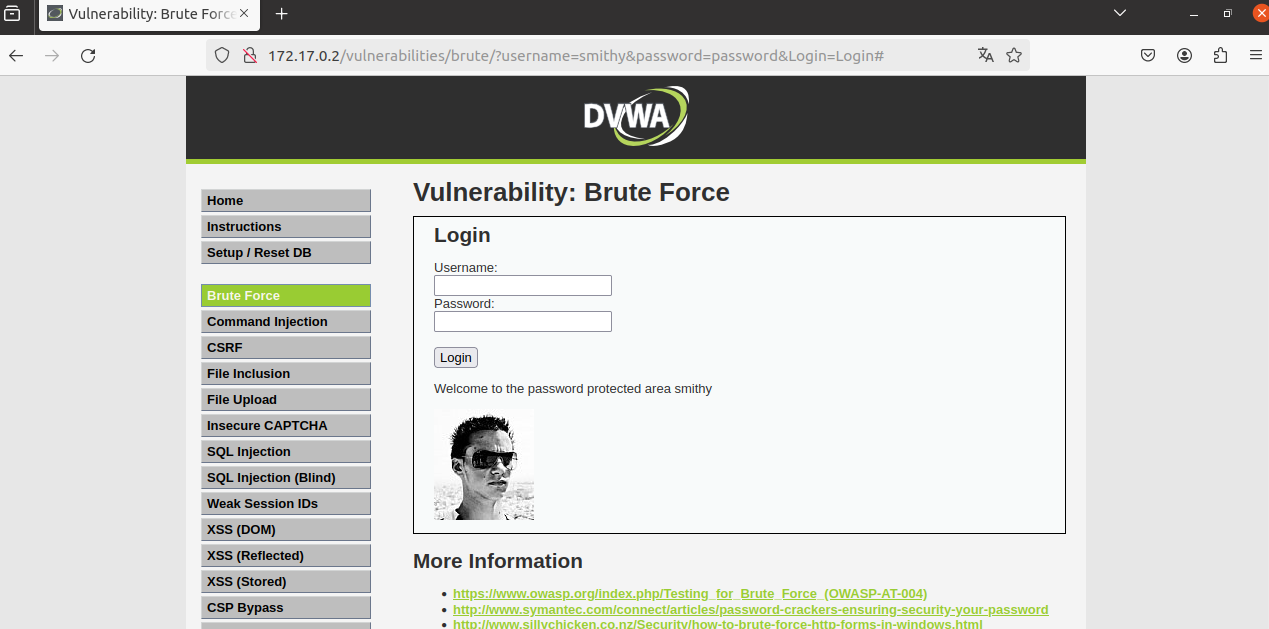 Vulnerability: Brute Force
172.17.0.2/vulnerabilities/brute/?username=smithy&password=password&Login=Login#
DVWA
Home
Instructions
Setup / Reset DB
Brute Force
Command Injection
CSRF
File Inclusion
File Upload
Insecure CAPTCHA
SQL Injection
SQL Injection (Blind)
Weak Session IDs
XSS (DOM)
XSS (Reflected)
XSS (Stored)
CSP Bypass
Vulnerability: Brute Force
Login
Username:
Password:
Login
Welcome to the password protected area smithy
More Information
https://www.owasp.org/index.php/Testing_for_Brute_Force_(OWASP-AT-004)
http://www.symantec.com/connect/articles/password-crackers-ensuring-security-your-password
http://www.sillychicken.co.nz/Security/how-to-brute-force-http-forms-in-windows.html